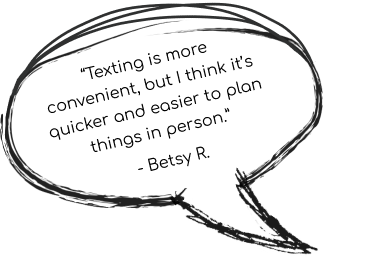 “Texting is more
convenient, but I think it's
quicker and easier to plan
things in person.”
- Betsy R.